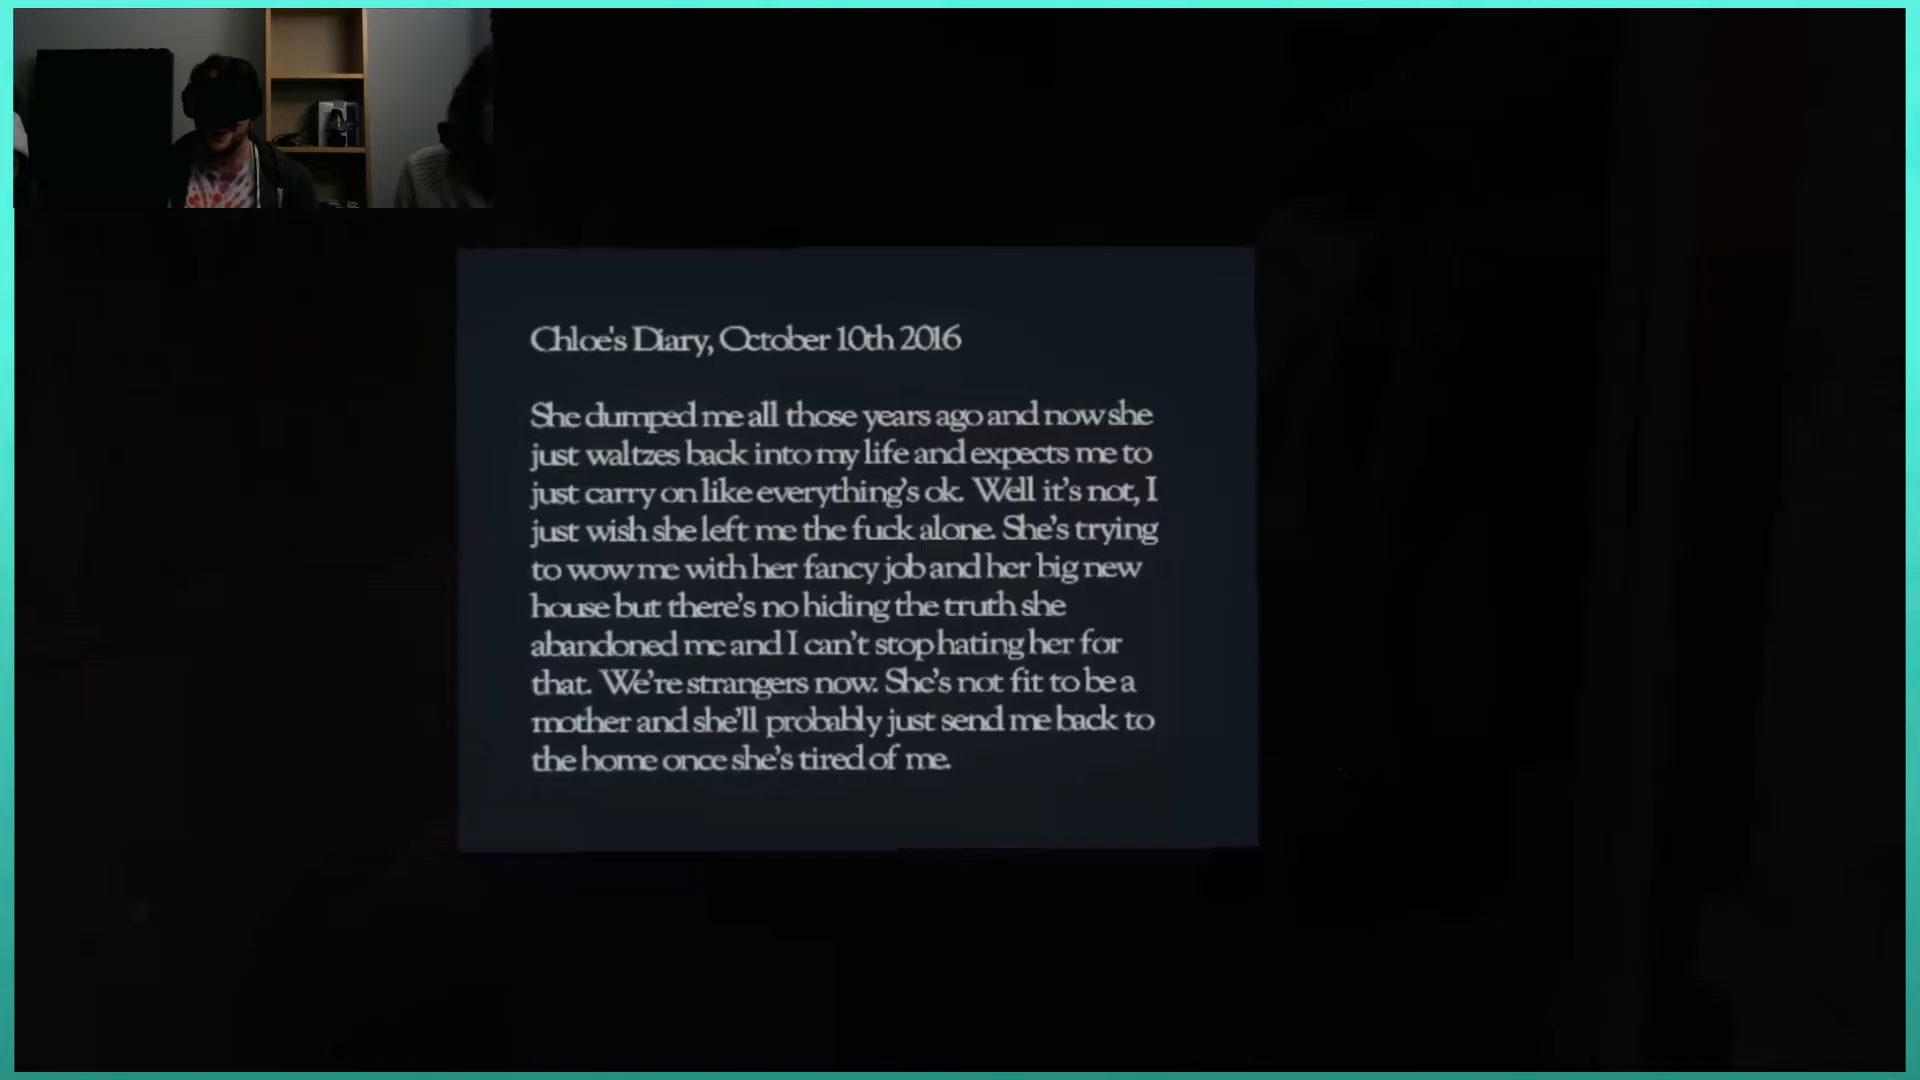 Chloe's Diary, October 10th 2016
She dumped me all those years ago and now she
just waltzes back into my life and expects me to
just carry on like everything's ok. Well it's not, I
just wish she left me the fuck alone. She's trying
to wow me with her fancy job and her big new
house but there's no hiding the truth she
abandoned me and I can't stop hating her for
that. We're strangers now. She's not fit to be a
mother and she'll probably just send me back to
the home once she's tired of me.